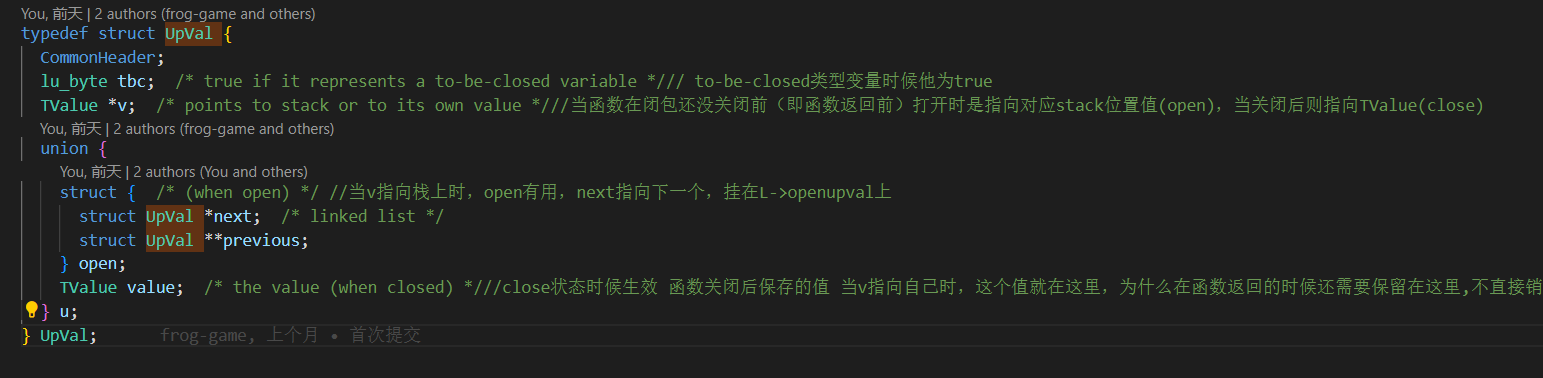 You, 前天 | 2 authors (frog-game and others)
typedef struct UpVal {
CommonHeader;
lu_byte tbc;  /* true if it represents a to-be-closed variable */// to-be-closed类型变量时候他为true
TValue *v;  /* points to stack or to its own value *///当函数在闭包还没关闭前（即函数返回前）打开时是指向对应stack位置值(open)，当关闭后则指向TValue(close)
You, 前天 | 2 authors (frog-game and others)
union {
You, 前天 | 2 authors (You and others)
struct {  /* (when open) */ //当v指向栈上时，open有用，next指向下一个，挂在L->openupval上
struct UpVal *next;  /* linked list */
struct UpVal **previous;
} open;
TValue value;  /* the value (when closed) *///close状态时候生效 函数关闭后保存的值 当v指向自己时，这个值就在这里，为什么在函数返回的时候还需要保留在这里,不直接销
} u;
} UpVal;  frog-game, 上个月 • 首次提交